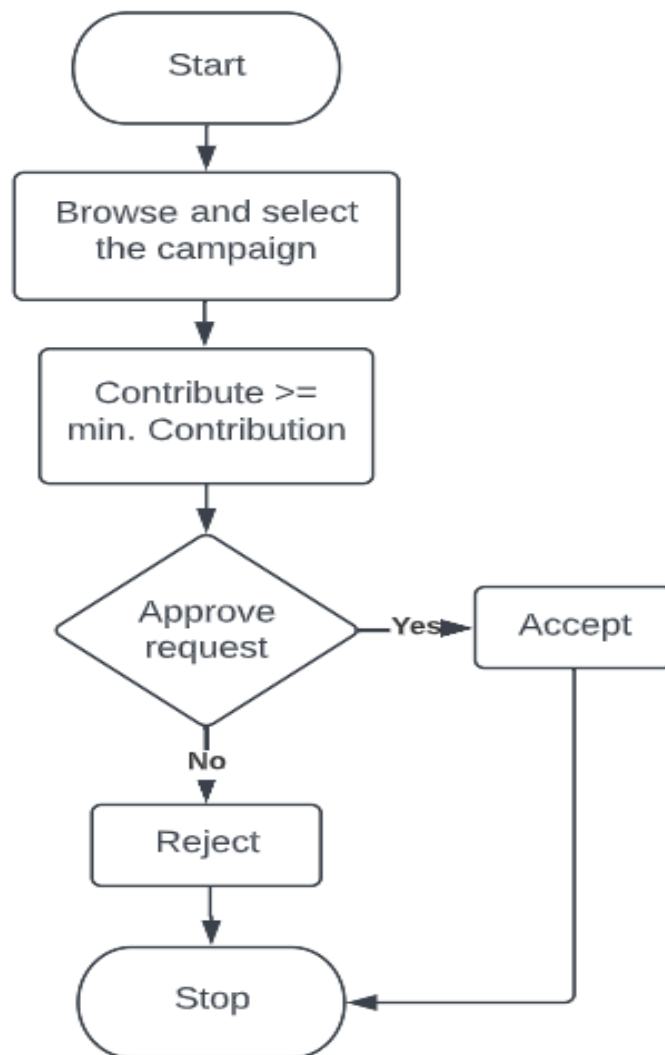 Start
Browse and select
the campaign
Contribute >=
min. Contribution
Approve
request
Yes
Accept
No
Reject
Stop